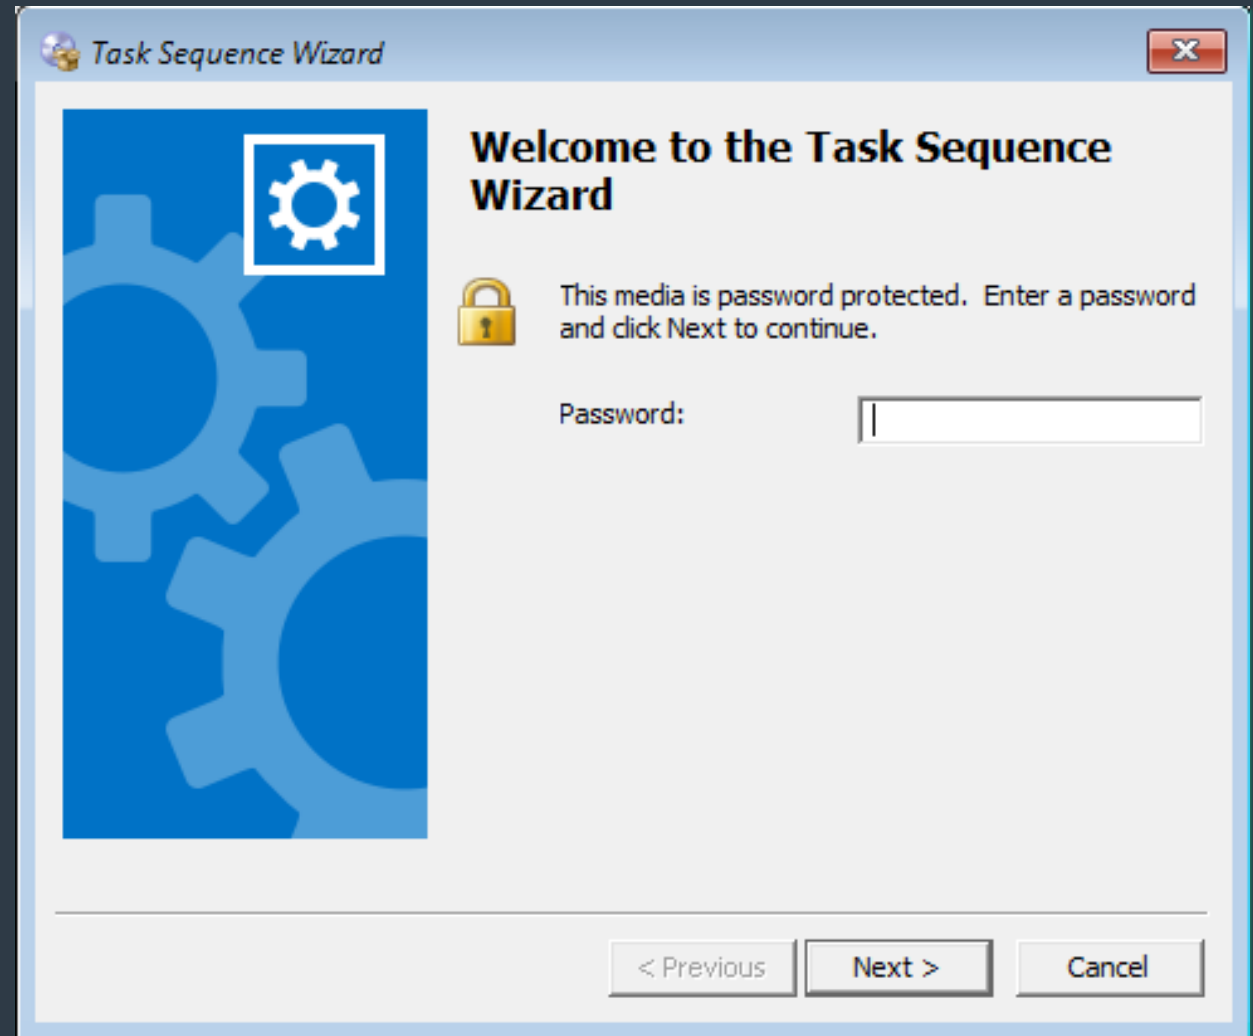 Task Sequence Wizard
Welcome to the Task Sequence
Wizard
This media is password protected.  Enter a password
and click Next to continue.
Password:
< Previous
Next >
Cancel